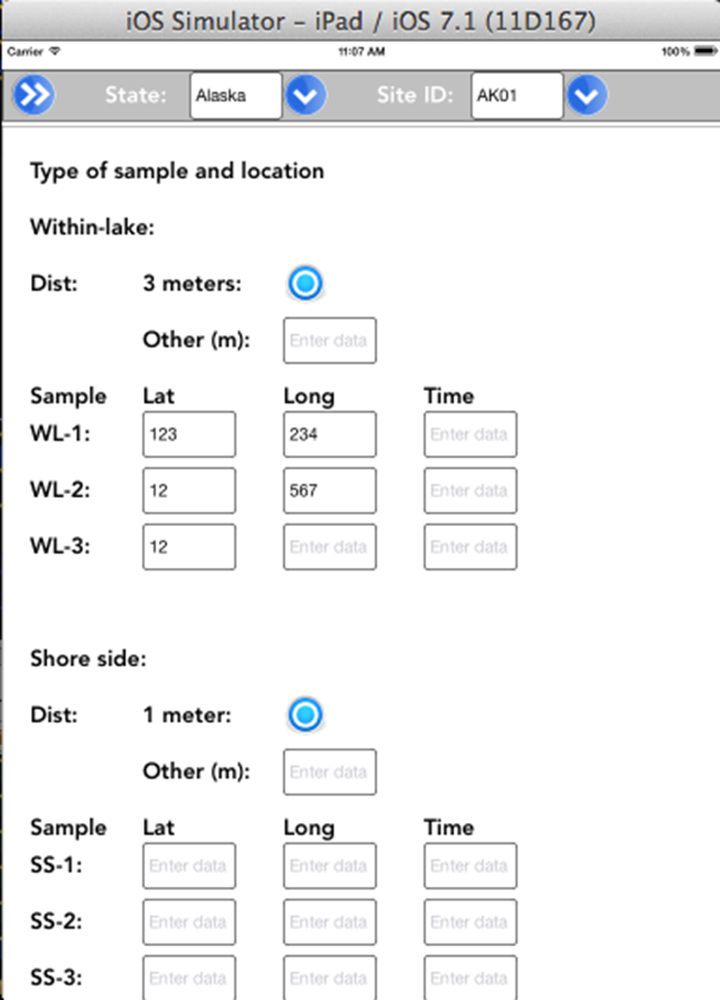 iOS Simulator – iPad / iOS 7.1 (11D167)
Carrier 11:07 AM 100%
State: Alaska Site ID: AK01
Type of sample and location
Within-lake:
Dist: 3 meters:
Other (m): Enter data
Sample Lat Long Time
WL-1: 123 234 Enter data
WL-2: 12 567 Enter data
WL-3: 12 Enter data Enter data
Shore side:
Dist: 1 meter:
Other (m): Enter data
Sample Lat Long Time
SS-1: Enter data Enter data Enter data
SS-2: Enter data Enter data Enter data
SS-3: Enter data Enter data Enter data